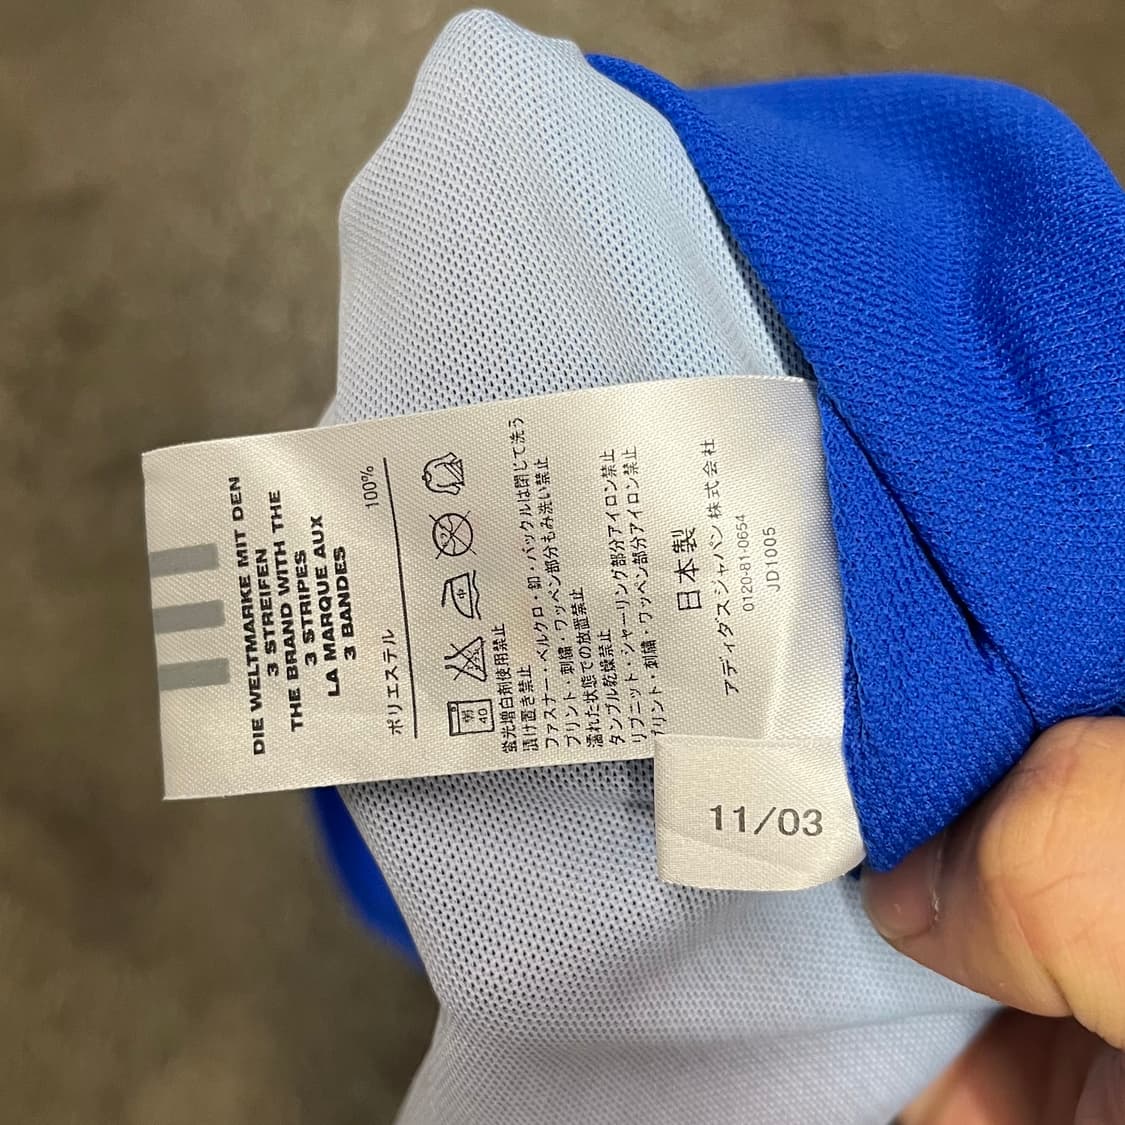 DIE WELTMARKE MIT DEN
3 STREIFEN
THE BRAND WITH THE
3 STRIPES
LA MARQUE AUX
3 BANDES
ポリエステル 100%
弱
40
蛍光増白剤使用禁止
漬け置き禁止
ファスナー・ベルクロ・釦・バックルは閉じて洗う
プリント・刺繍・ワッペン部分もみ洗い禁止
濡れた状態での放置禁止
タンブル乾燥禁止
リブニット・シャーリング部分アイロン禁止
プリント・刺繍・ワッペン部分アイロン禁止
日本製
アディダスジャパン株式会社
0120-81-0654
JD1005
11/03